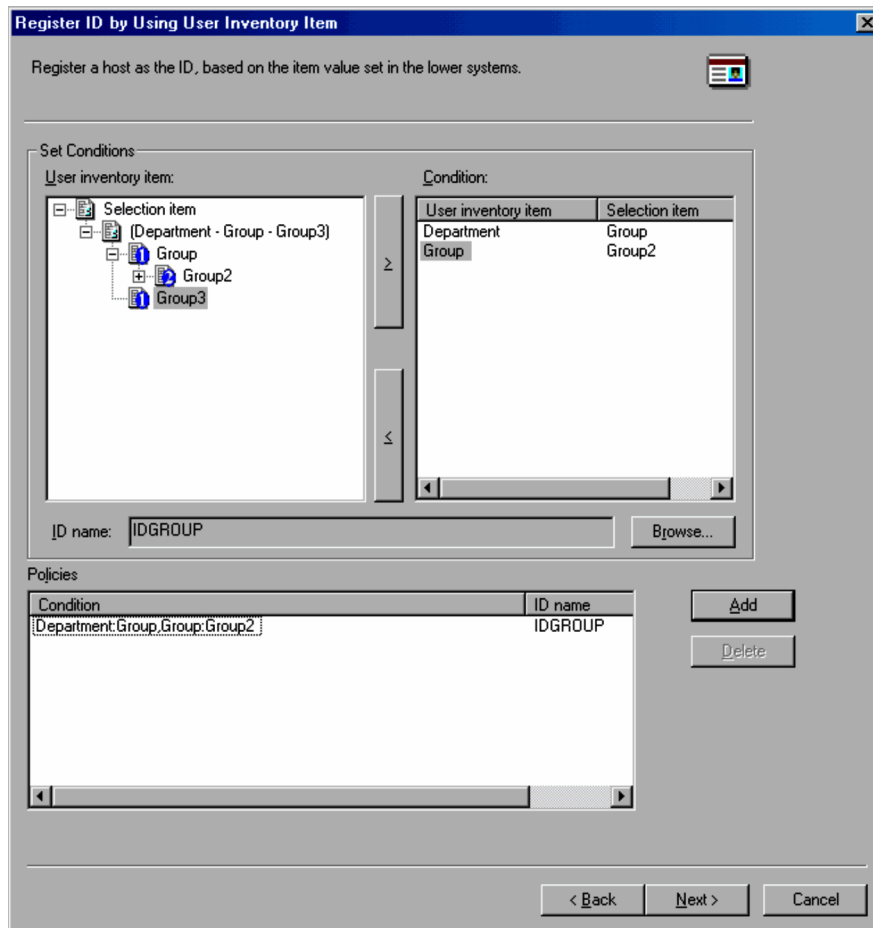 Register ID by Using User Inventory Item
Register a host as the ID, based on the item value set in the lower systems.
Set Conditions
User inventory item:
Selection item
(Department - Group - Group3)
Group
Group2
Group3
>
<
Condition:
User inventory item Selection item
Department Group
Group Group2
ID name: IDGROUP Browse...
Policies
Condition ID name
Department:Group,Group:Group2 IDGROUP
Add
Delete
< Back Next > Cancel